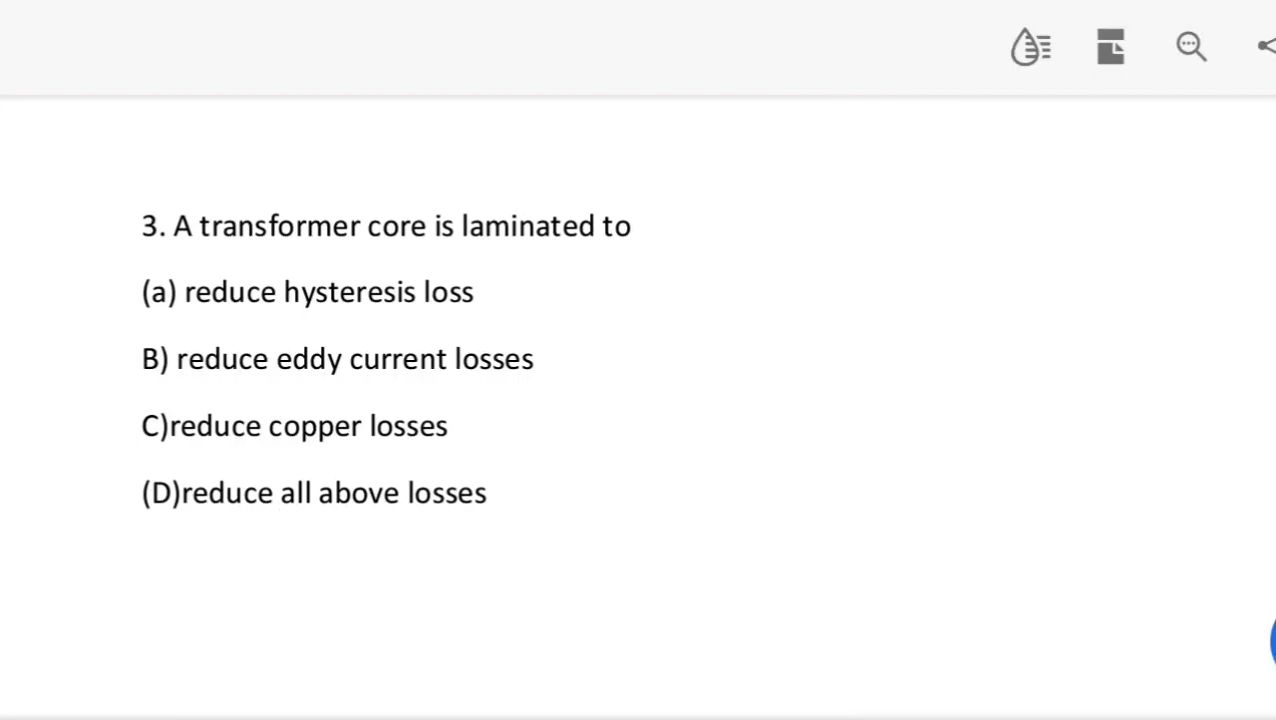 3. A transformer core is laminated to
(a) reduce hysteresis loss
B) reduce eddy current losses
C)reduce copper losses
(D)reduce all above losses